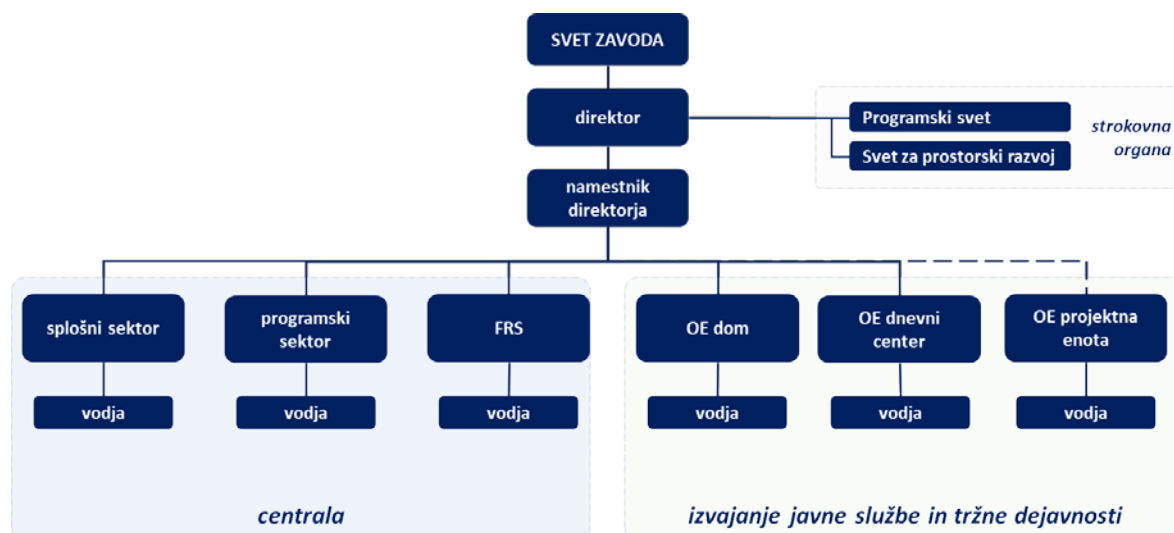 SVET ZAVODA
direktor
Programski svet
Svet za prostorski razvoj
strokovna
organa
namestnik
direktorja
splošni sektor
programski
sektor
FRS
OE dom
OE dnevni
center
OE projektna
enota
vodja
vodja
vodja
vodja
vodja
vodja
centrala
izvajanje javne službe in tržne dejavnosti